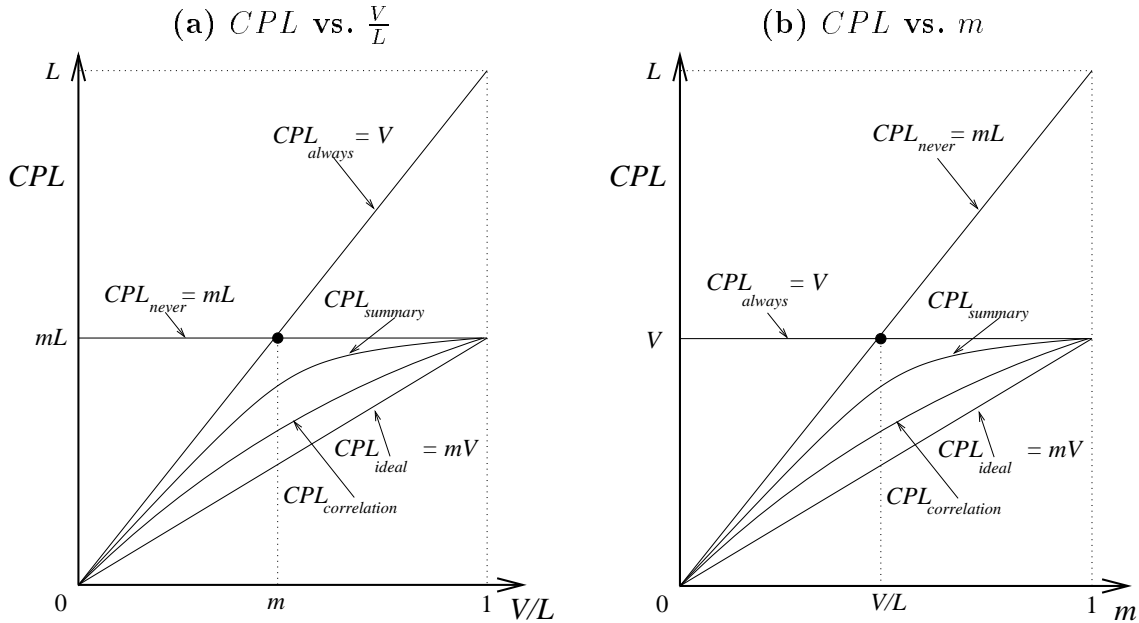 (a) CPL vs. V/L
L
CPL
CPL_always = V
CPL_never = mL
CPL_summary
mL
CPL_ideal = mV
CPL_correlation
0
m
1
V/L
(b) CPL vs. m
L
CPL
CPL_never = mL
CPL_always = V
CPL_summary
V
CPL_ideal = mV
CPL_correlation
0
V/L
1
m